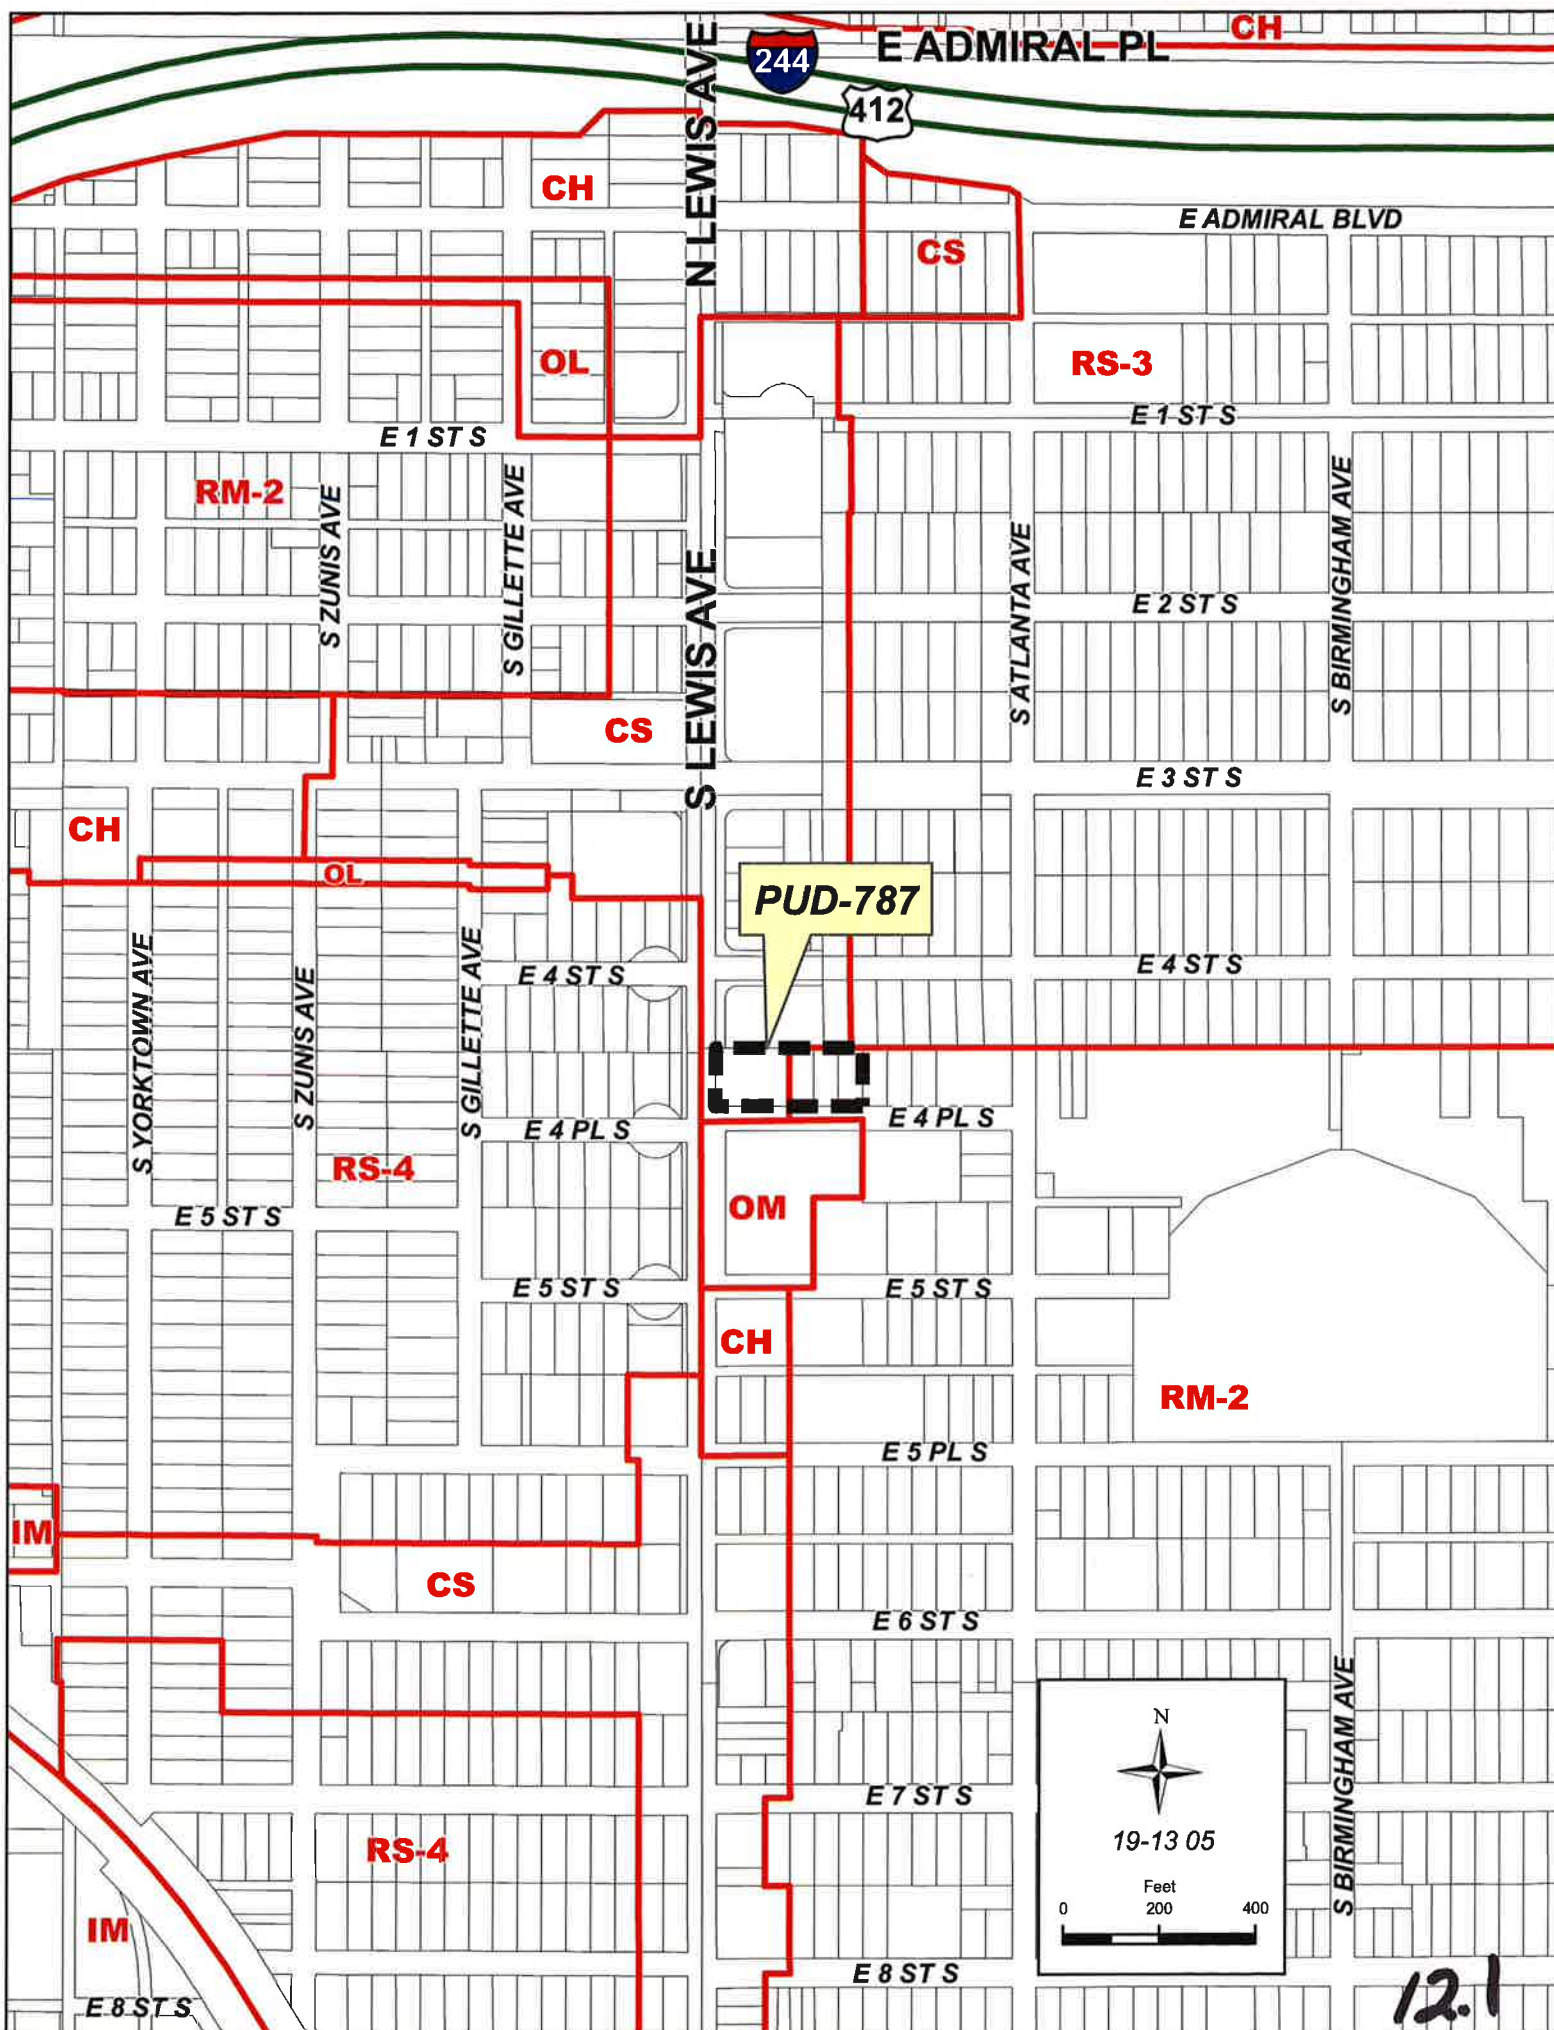 CH
E ADMIRAL PL
244
412
N LEWIS AVE
CH
E ADMIRAL BLVD
CS
OL
RS-3
E 1 ST S
E 1 ST S
RM-2
S ZUNIS AVE
S GILLETTE AVE
S LEWIS AVE
S ATLANTA AVE
S BIRMINGHAM AVE
E 2 ST S
CS
E 3 ST S
CH
OL
PUD-787
S YORKTOWN AVE
S ZUNIS AVE
S GILLETTE AVE
E 4 ST S
E 4 ST S
E 4 PL S
E 4 PL S
RS-4
OM
E 5 ST S
E 5 ST S
E 5 ST S
CH
RM-2
E 5 PL S
IM
CS
E 6 ST S
S BIRMINGHAM AVE
N
E 7 ST S
19-13 05
RS-4
Feet
0 200 400
IM
E 8 ST S
E 8 ST S
12.1